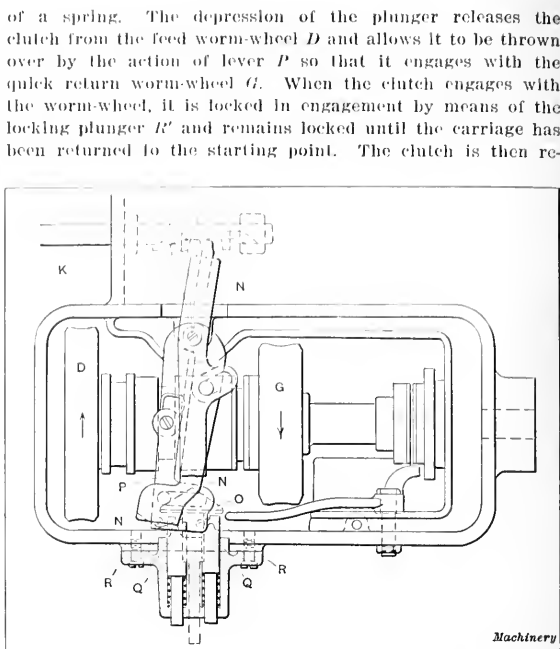 of a spring. The depression of the plunger releases the
clutch from the feed worm-wheel D and allows it to be thrown
over by the action of lever P so that it engages with the
quick return worm-wheel G. When the clutch engages with
the worm-wheel, it is locked in engagement by means of the
locking plunger R' and remains locked until the carriage has
been returned to the starting point. The clutch is then re-
K
N
D
G
P
N
O
N
R'
Q'
Q
R
Machinery